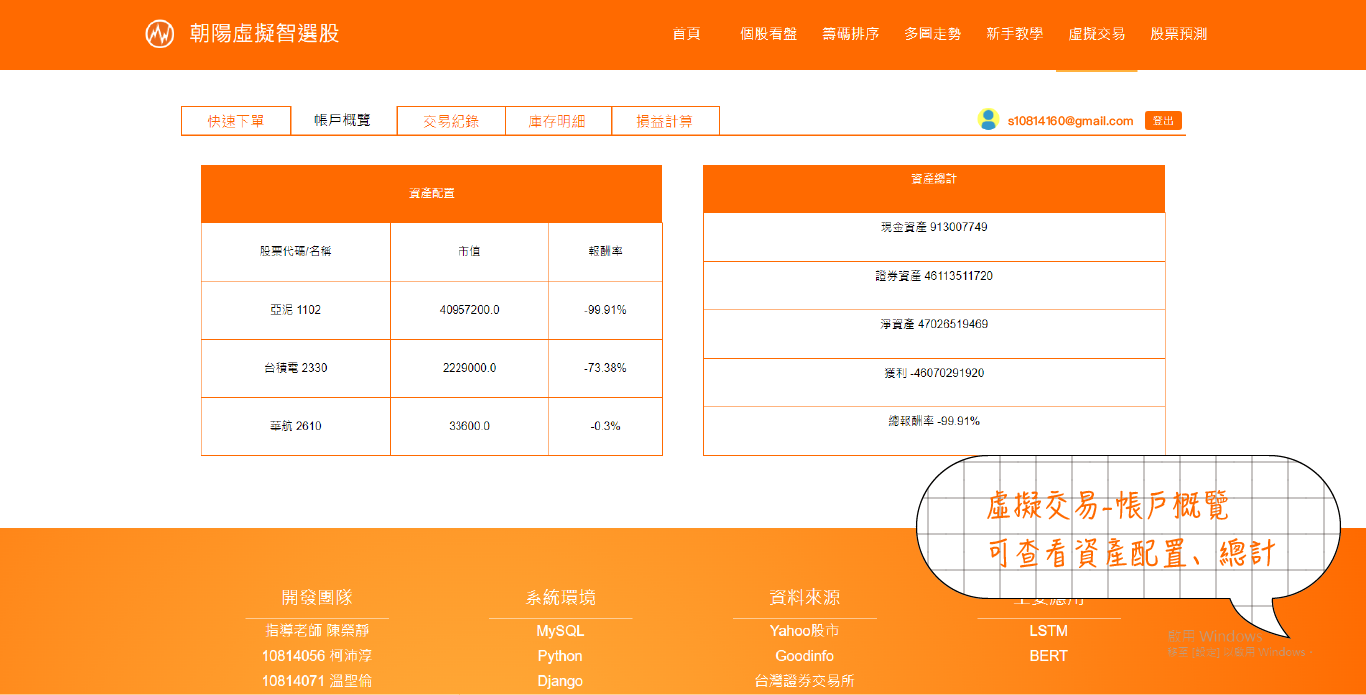 朝陽虛擬智選股
首頁 個股看盤 籌碼排序 多圖走勢 新手教學 虛擬交易 股票預測
快速下單 帳戶概覽 交易紀錄 庫存明細 損益計算
s10814160@gmail.com 登出
資產配置
股票代碼/名稱 市值 報酬率
亞泥 1102 40957200.0 -99.91%
台積電 2330 2229000.0 -73.38%
華航 2610 33600.0 -0.3%
資產總計
現金資產 913007749
證券資產 46113511720
淨資產 47026519469
獲利 -46070291920
總報酬率 -99.91%
虛擬交易-帳戶概覽
可查看資產配置、總計
開發團隊
指導老師 陳榮靜
10814056 柯沛淳
10814071 溫聖倫
系統環境
MySQL
Python
Django
資料來源
Yahoo股市
Goodinfo
台灣證券交易所
主要應用
LSTM
BERT
啟用 Windows